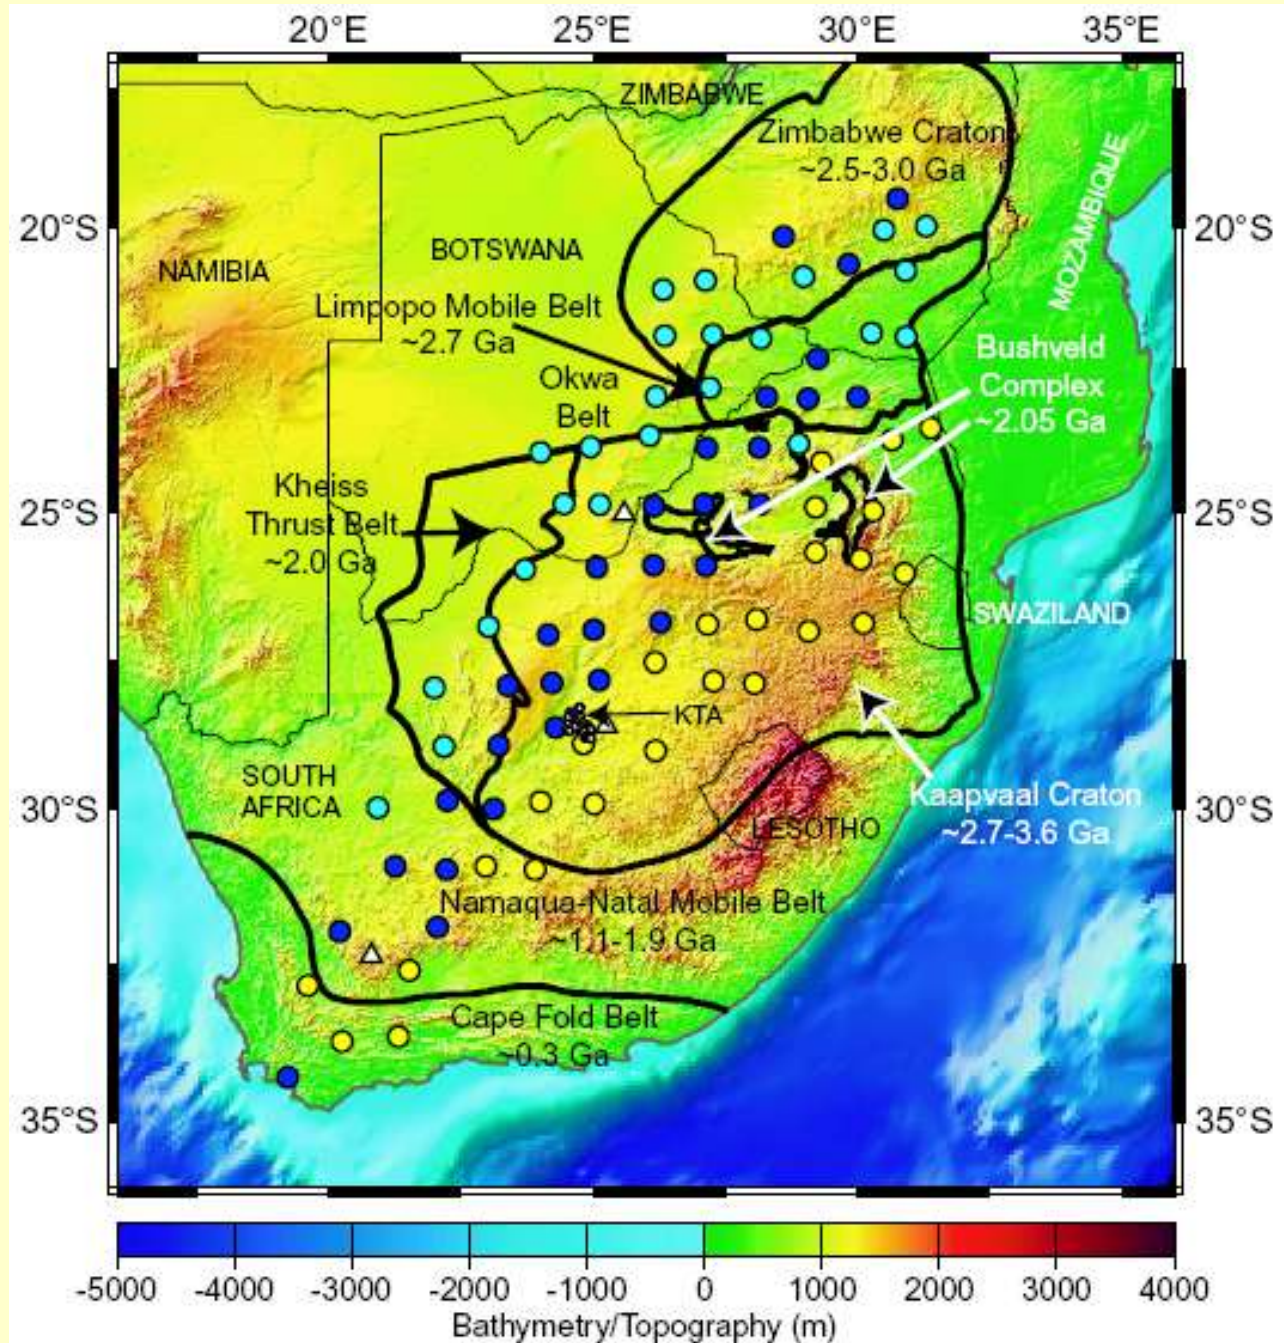 20°E 25°E 30°E 35°E
ZIMBABWE
Zimbabwe Craton
~2.5-3.0 Ga
MOZAMBIQUE
20°S 20°S
BOTSWANA
NAMIBIA
Limpopo Mobile Belt
~2.7 Ga
Bushveld
Complex
~2.05 Ga
Okwa
Belt
Kheiss
Thrust Belt
~2.0 Ga
25°S 25°S
SWAZILAND
KTA
SOUTH
AFRICA
Kaapvaal Craton
~2.7-3.6 Ga
30°S 30°S
LESOTHO
Namaqua-Natal Mobile Belt
~1.1-1.9 Ga
Cape Fold Belt
~0.3 Ga
35°S 35°S
-5000 -4000 -3000 -2000 -1000 0 1000 2000 3000 4000
Bathymetry/Topography (m)